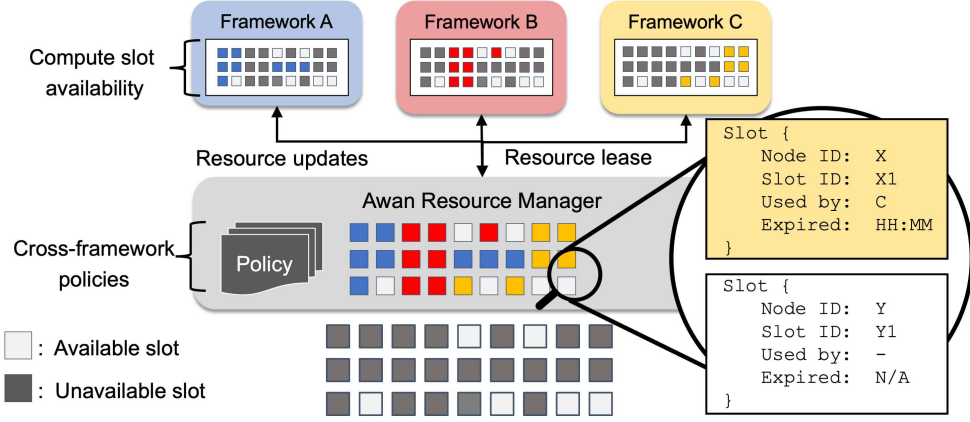 Framework A
Framework B
Framework C
Compute slot
availability
Resource updates
Resource lease
Awan Resource Manager
Cross-framework
policies
Policy
Slot {
Node ID: X
Slot ID: X1
Used by: C
Expired: HH:MM
}
Slot {
Node ID: Y
Slot ID: Y1
Used by: -
Expired: N/A
}
: Available slot
: Unavailable slot